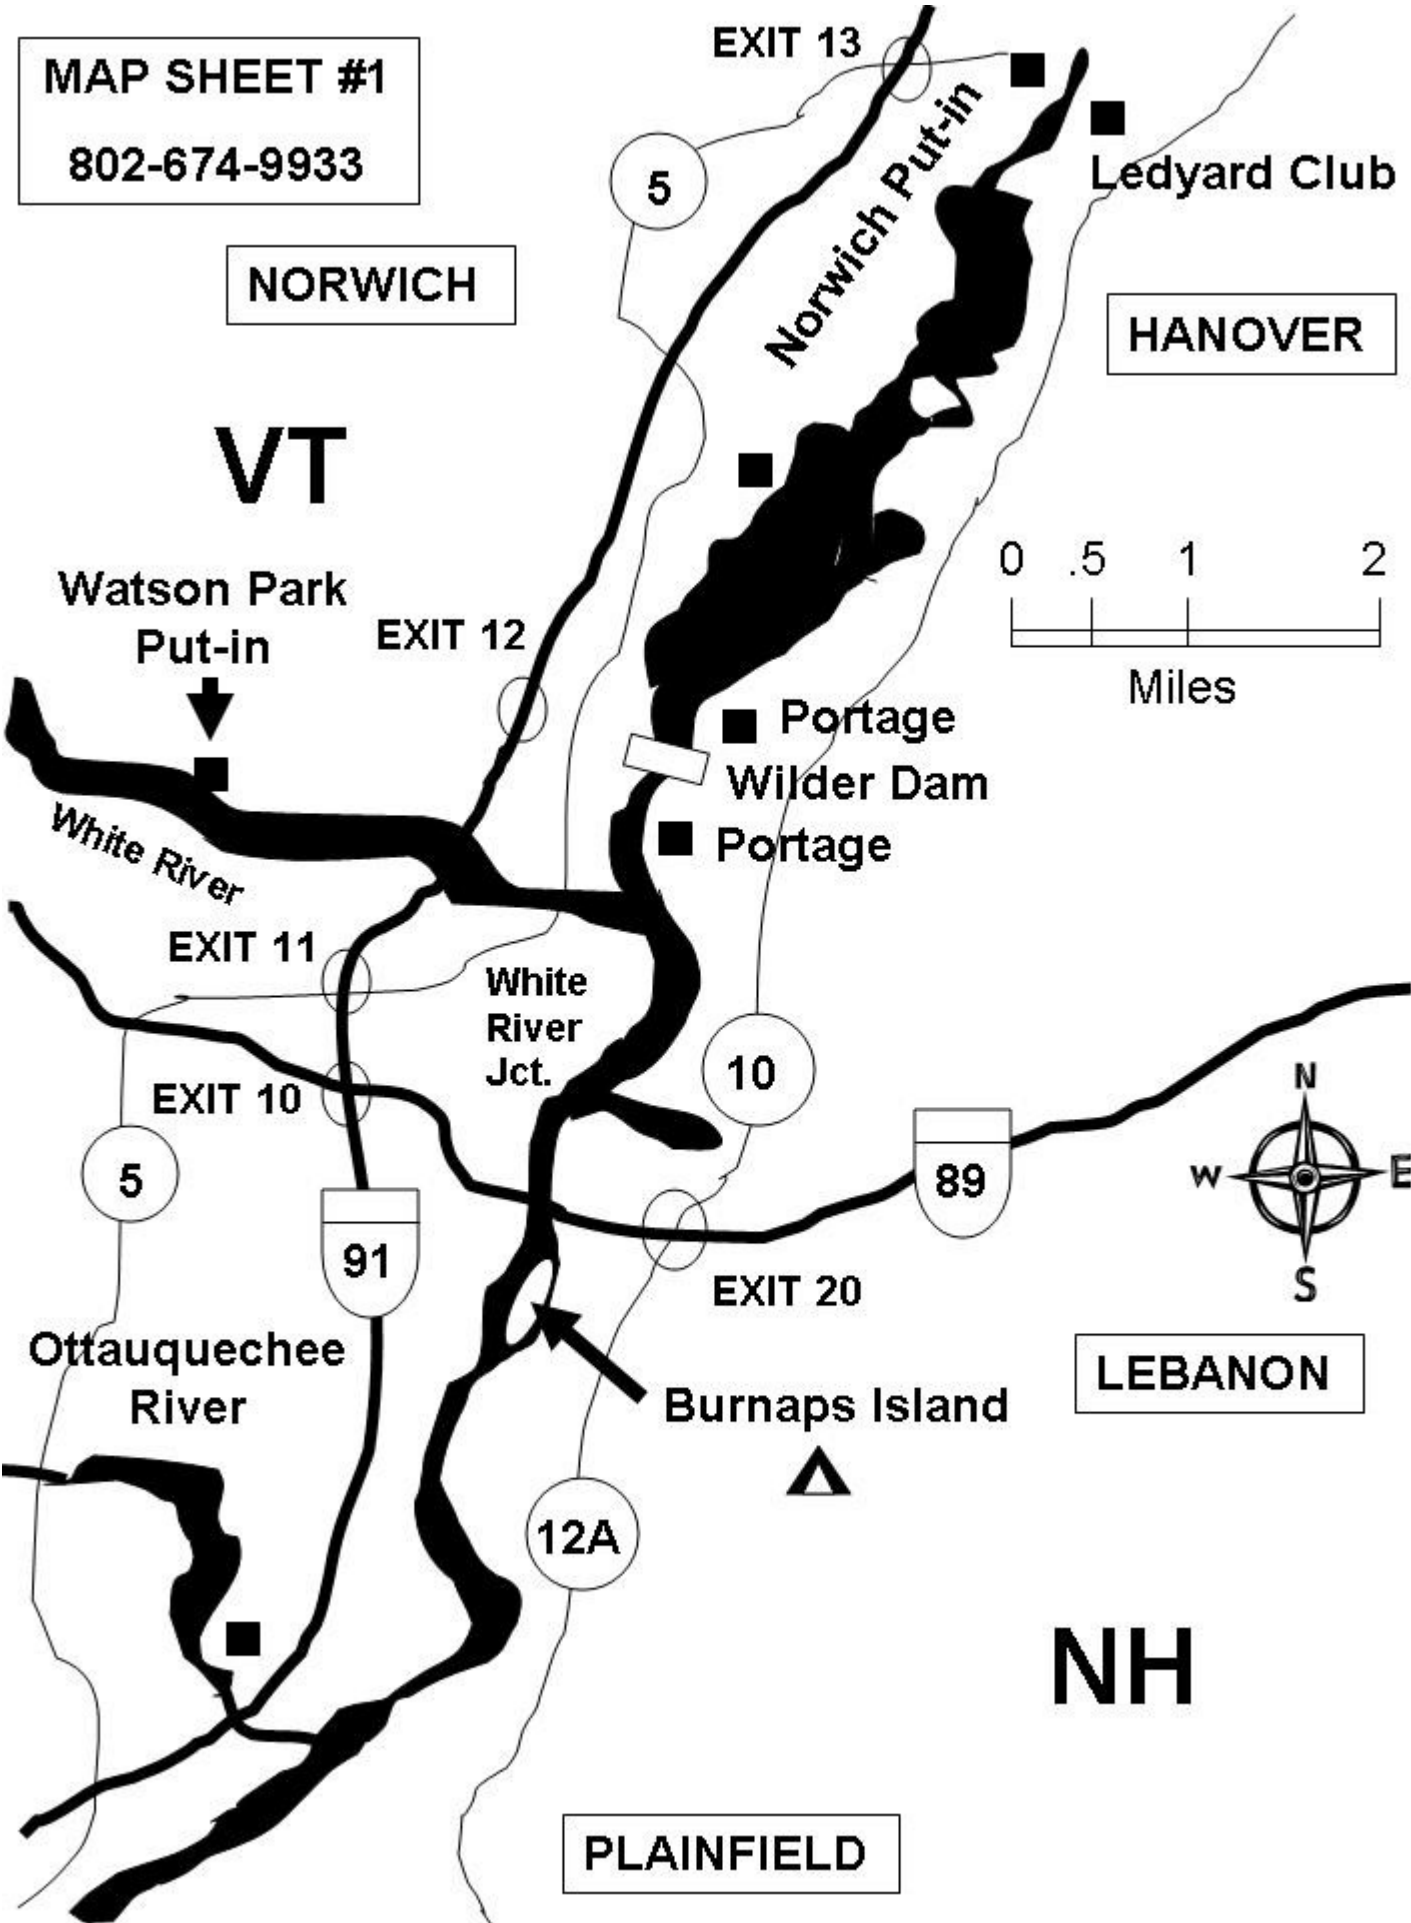 MAP SHEET #1
802-674-9933
EXIT 13
5
Norwich Put-in
Ledyard Club
NORWICH
HANOVER
VT
0 .5 1 2
Miles
Watson Park
Put-in
EXIT 12
Portage
Wilder Dam
Portage
White River
EXIT 11
White
River
Jct.
EXIT 10
10
5
89
N
W E
S
91
EXIT 20
Ottauquechee
River
LEBANON
Burnaps Island
12A
NH
PLAINFIELD